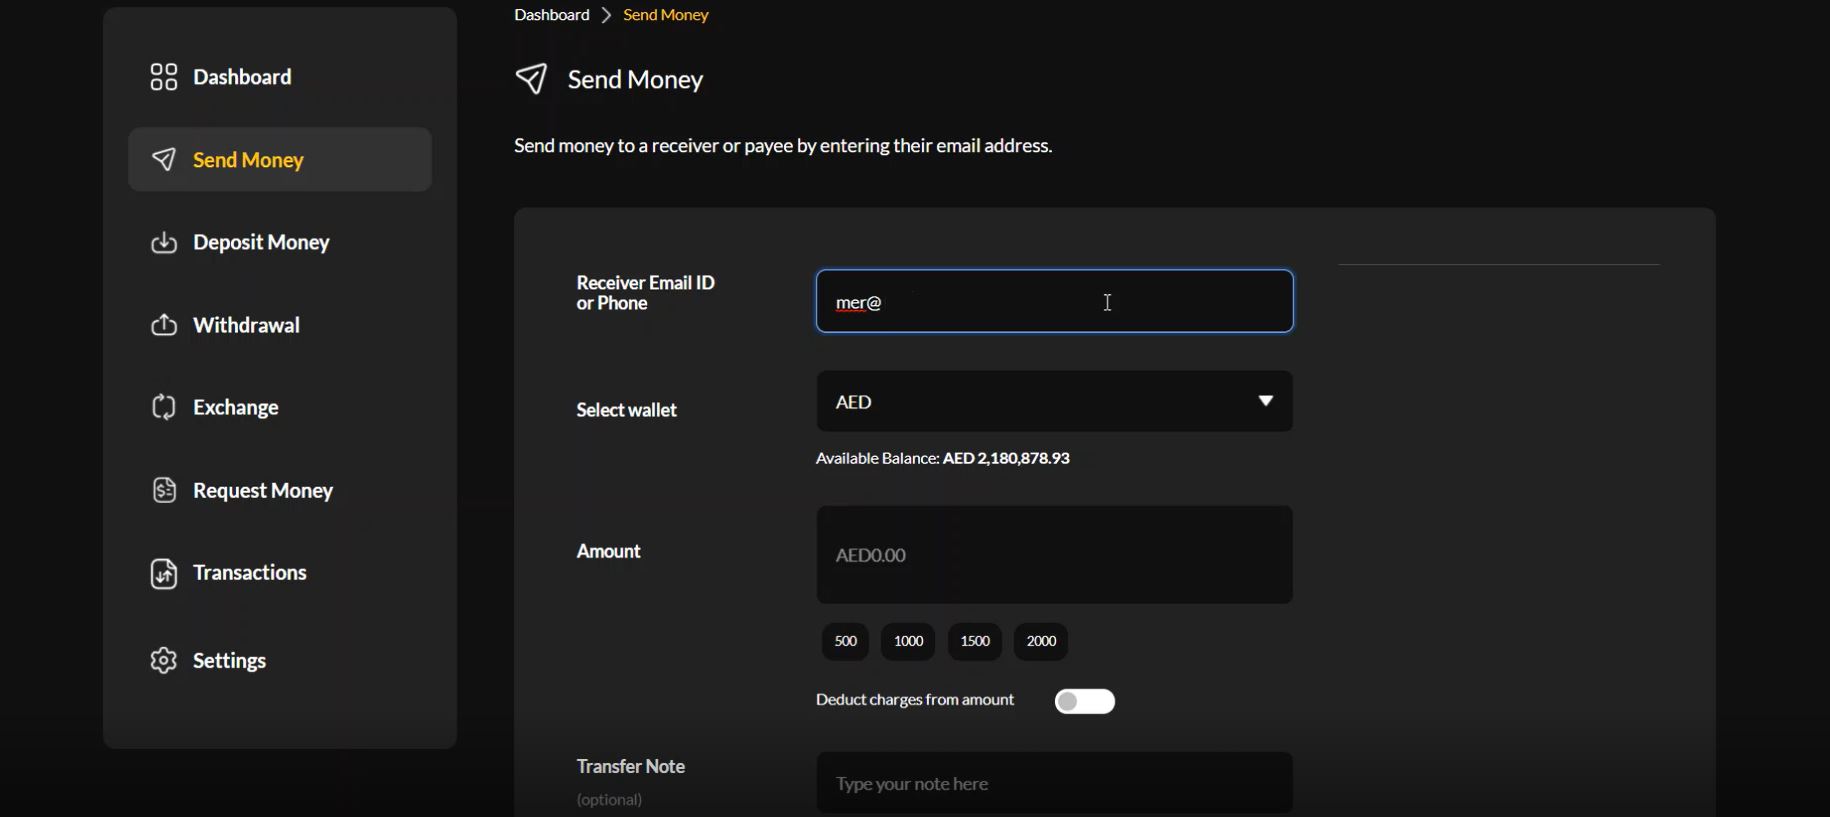 Dashboard > Send Money
Dashboard
Send Money
Deposit Money
Withdrawal
Exchange
Request Money
Transactions
Settings
Send Money
Send money to a receiver or payee by entering their email address.
Receiver Email ID
or Phone
mer@
Select wallet
AED
Available Balance: AED 2,180,878.93
Amount
AED0.00
500 1000 1500 2000
Deduct charges from amount
Transfer Note
(optional)
Type your note here